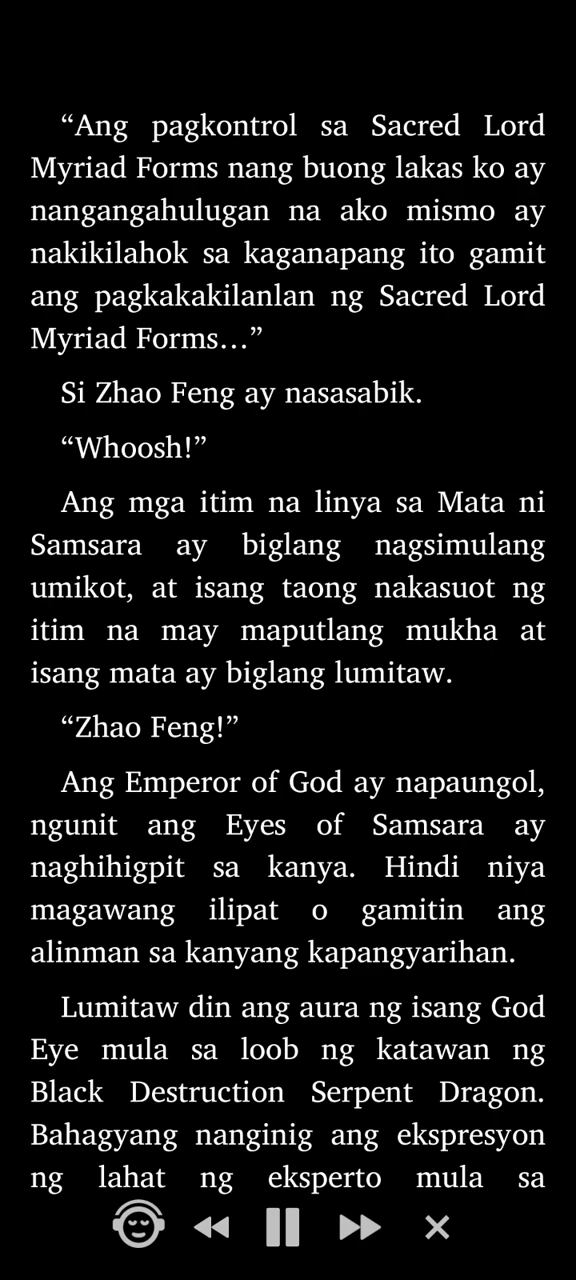 “Ang pagkontrol sa Sacred Lord
Myriad Forms nang buong lakas ko ay
nangangahulugan na ako mismo ay
nakikilahok sa kaganapang ito gamit
ang pagkakakilanlan ng Sacred Lord
Myriad Forms…”
Si Zhao Feng ay nasasabik.
“Whoosh!”
Ang mga itim na linya sa Mata ni
Samsara ay biglang nagsimulang
umikot, at isang taong nakasuot ng
itim na may maputlang mukha at
isang mata ay biglang lumitaw.
“Zhao Feng!”
Ang Emperor of God ay napaungol,
ngunit ang Eyes of Samsara ay
naghihigpit sa kanya. Hindi niya
magawang ilipat o gamitin ang
alinman sa kanyang kapangyarihan.
Lumitaw din ang aura ng isang God
Eye mula sa loob ng katawan ng
Black Destruction Serpent Dragon.
Bahagyang nanginig ang ekspresyon
ng lahat ng eksperto mula sa